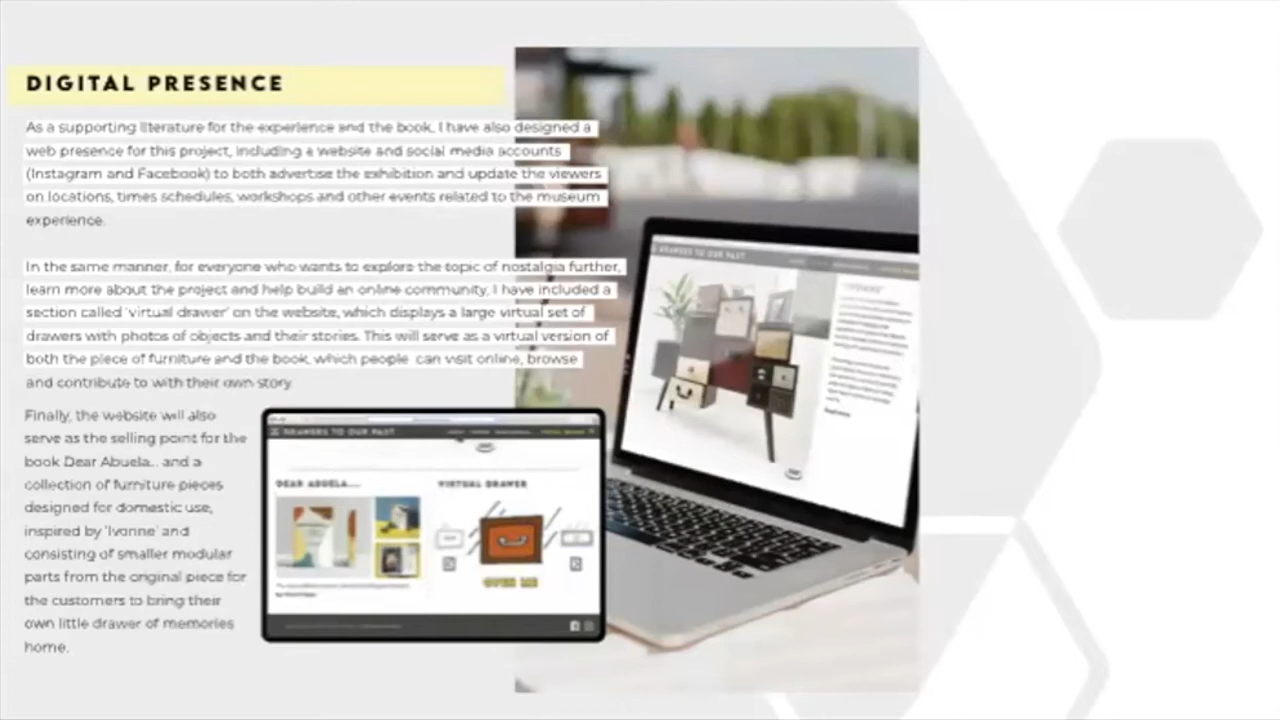 DIGITAL PRESENCE
As a supporting literature for the experience and the book, I have also designed a
web presence for this project, including a website and social media accounts
(Instagram and Facebook) to both advertise the exhibition and update the viewers
on locations, times schedules, workshops and other events related to the museum
experience.
In the same manner, for everyone who wants to explore the topic of nostalgia further,
learn more about the project and help build an online community, I have included a
section called 'virtual drawer' on the website, which displays a large virtual set of
drawers with photos of objects and their stories. This will serve as a virtual version of
both the piece of furniture and the book, which people can visit online, browse
and contribute to with their own story.
Finally, the website will also
serve as the selling point for the
book Dear Abuela... and a
collection of furniture pieces
designed for domestic use,
inspired by 'Ivonne' and
consisting of smaller modular
parts from the original piece for
the customers to bring their
own little drawer of memories
home.
DRAWERS TO OUR PAST
DRAWERS TO OUR PAST
DEAR ABUELA....
VIRTUAL DRAWER
OPEN ME